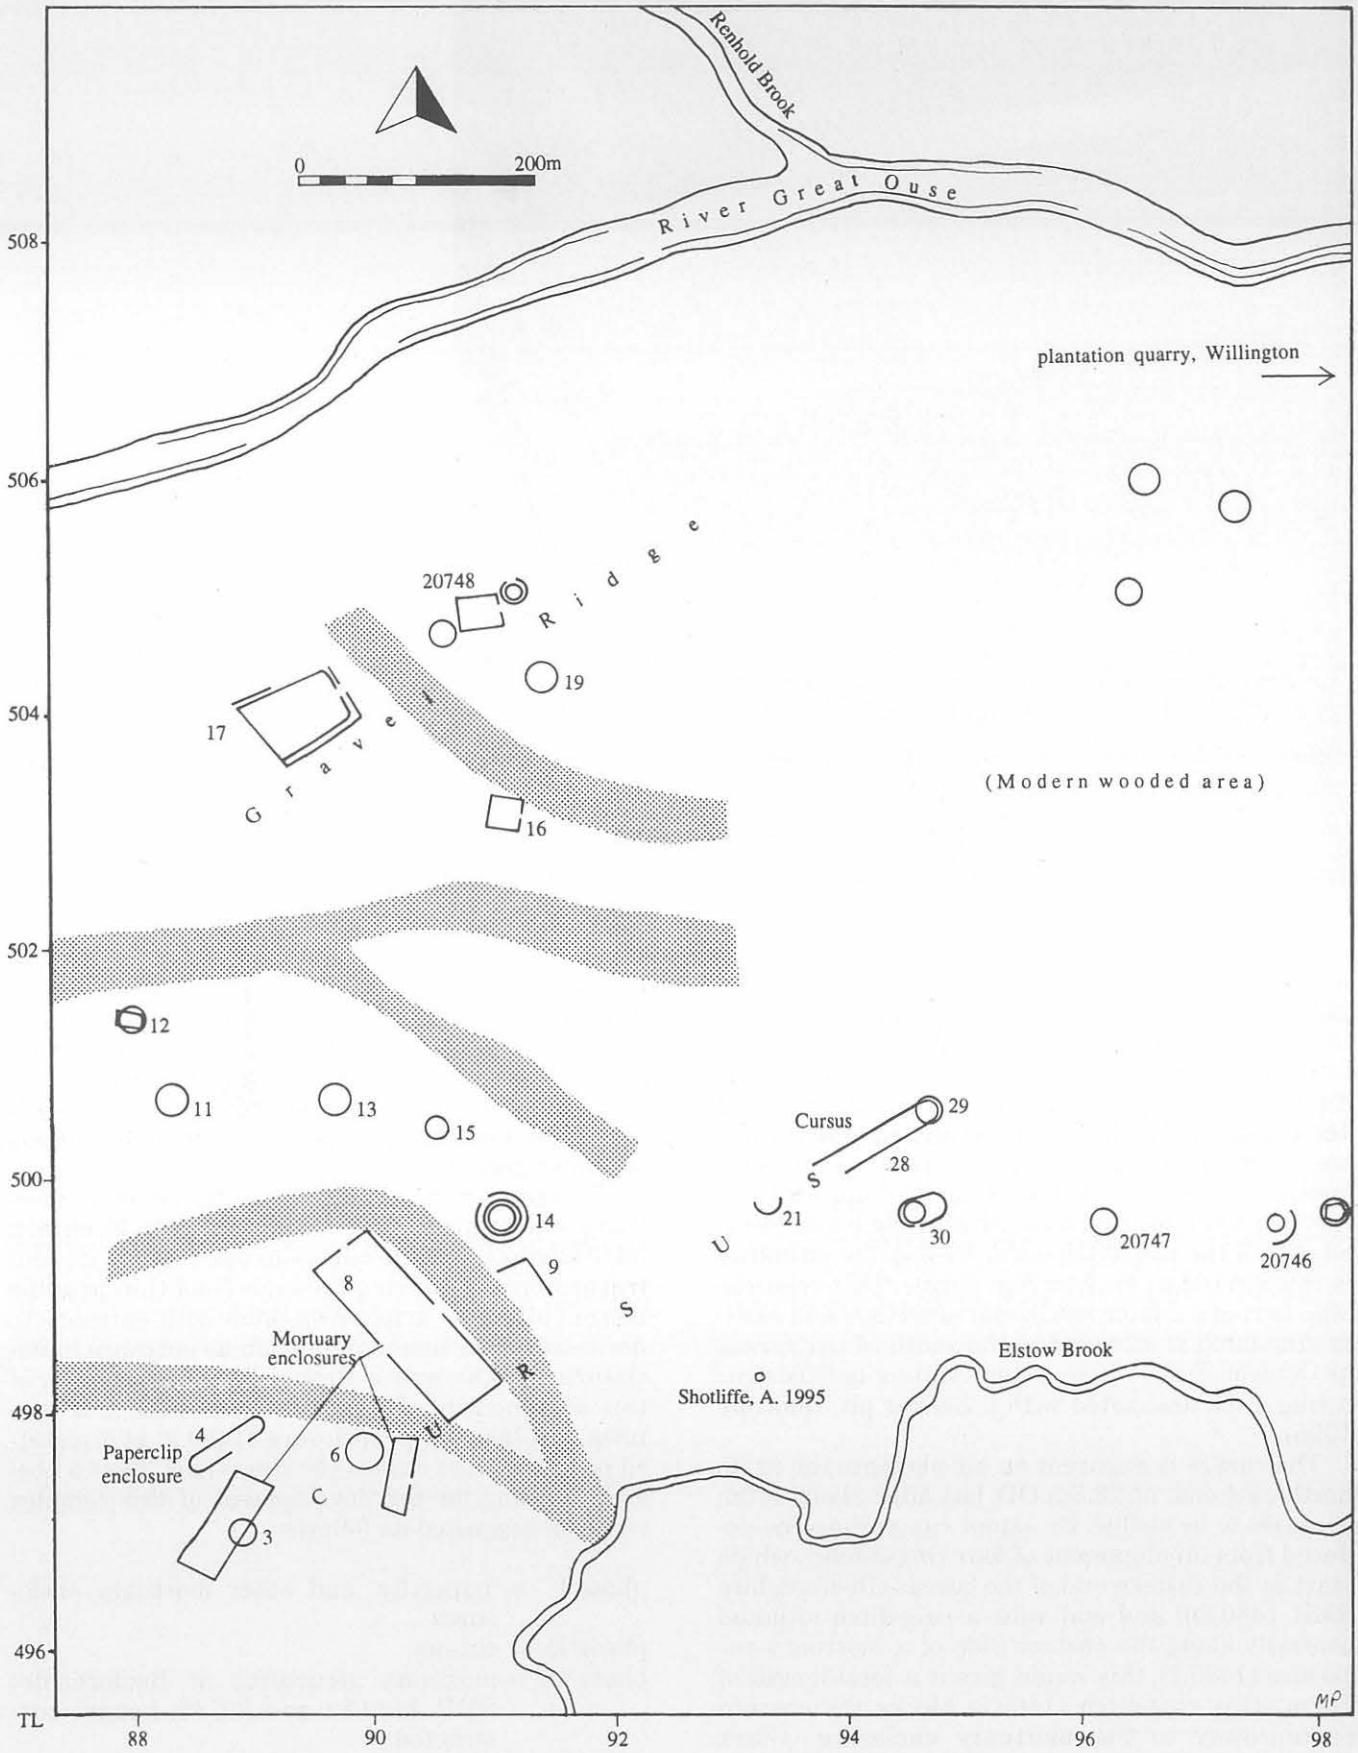 Renhold Brook
0 200m
River Great Ouse
508
plantation quarry, Willington
506
20748
Gravel Ridge
19
504
17
(Modern wooded area)
16
502
12
11
13
15
Cursus
29
28
500
14
21
30
20747
20746
9
8
Mortuary
enclosures
CURSUS
Elstow Brook
Shotliffe, A. 1995
498
4
Paperclip
enclosure
6
3
496
MP
TL
88 90 92 94 96 98